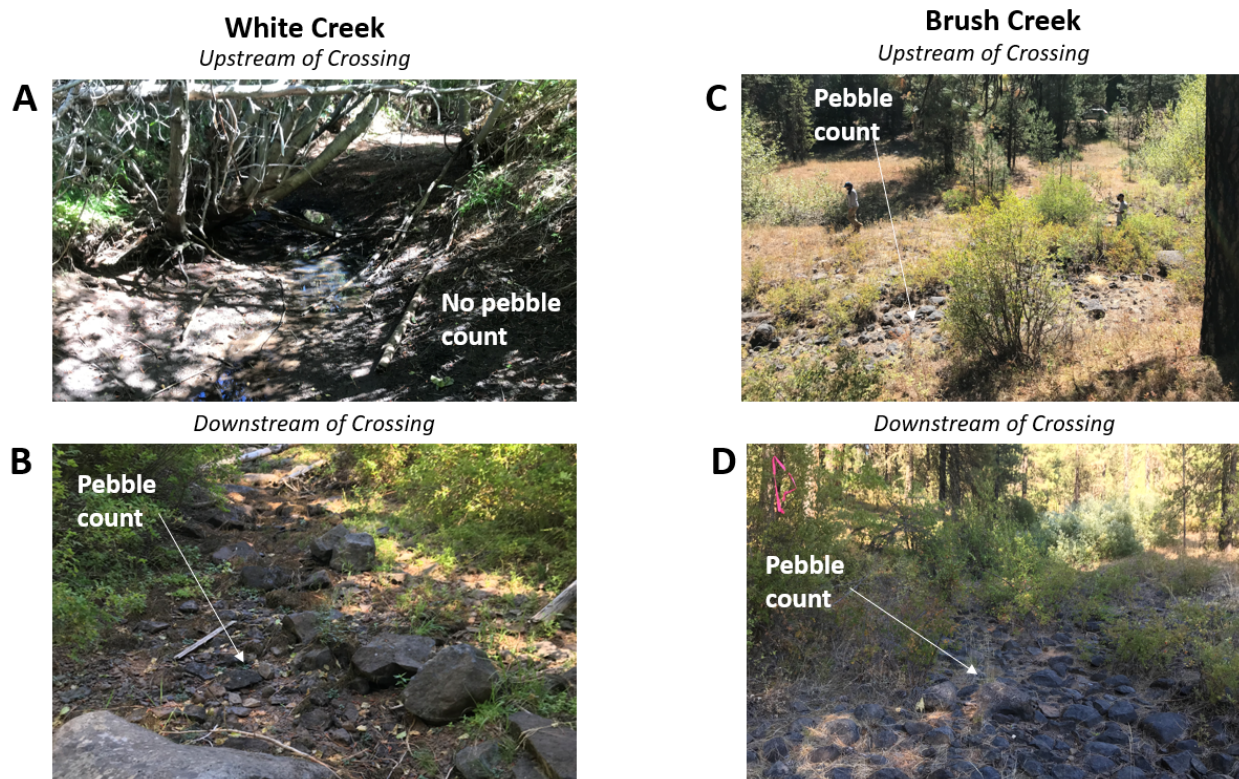 White Creek
Upstream of Crossing
A
No pebble
count
Downstream of Crossing
B
Pebble
count
Brush Creek
Upstream of Crossing
C
Pebble
count
Downstream of Crossing
D
Pebble
count